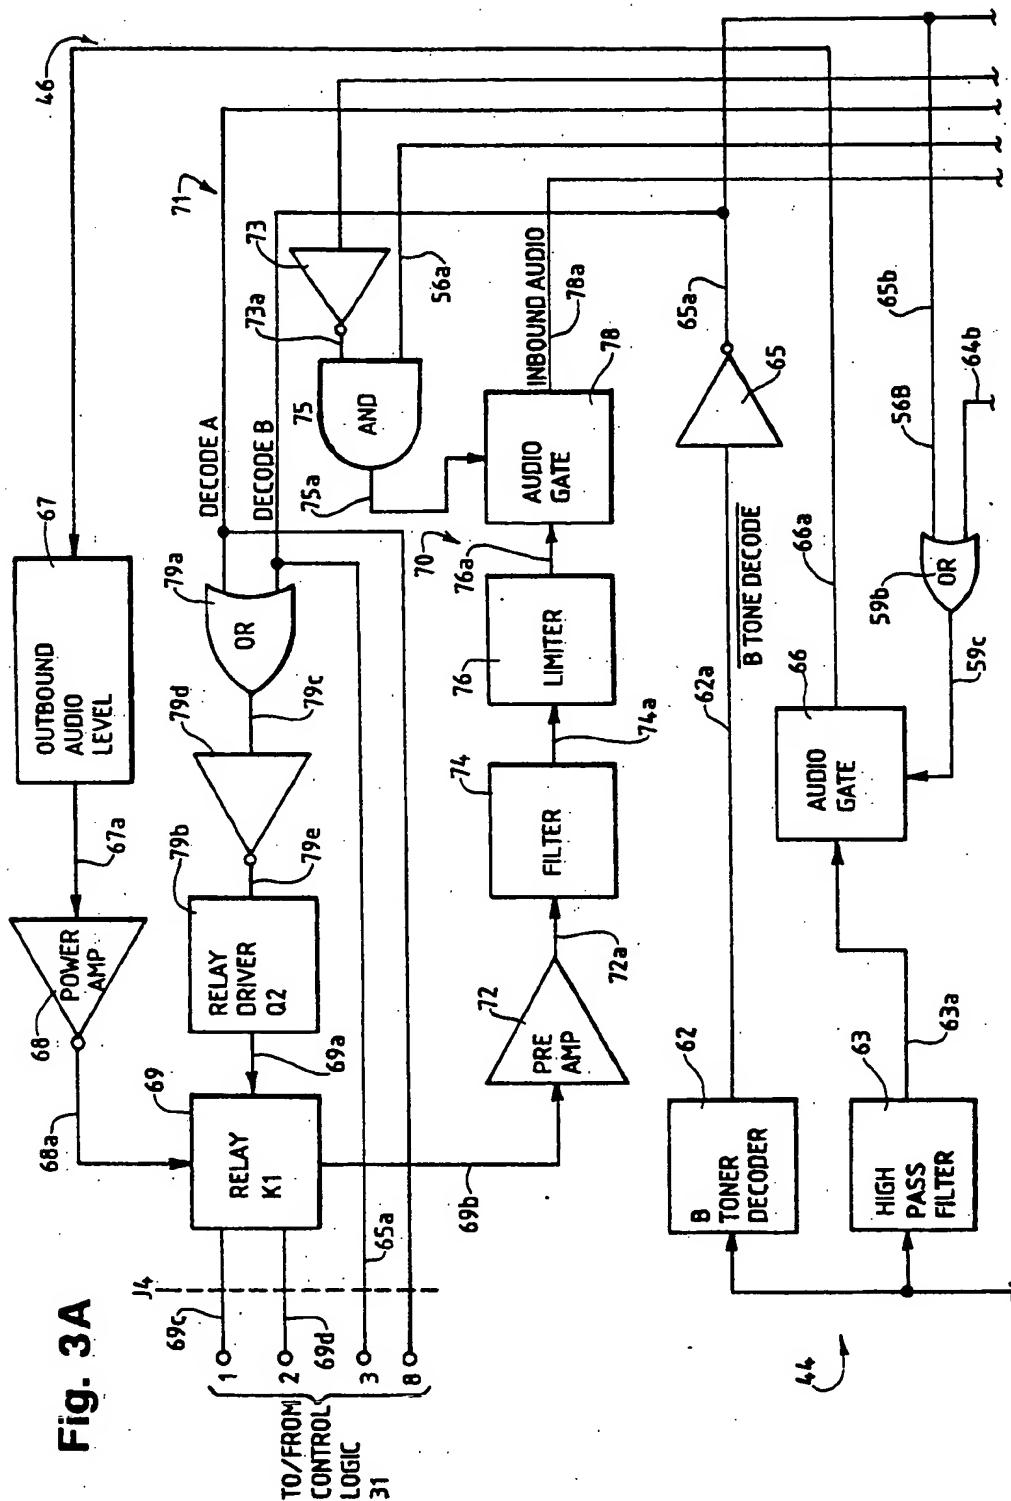 Fig. 3A
46
71
67
OUTBOUND
AUDIO
LEVEL
67a
POWER
AMP
68
68a
DECODE A
DECODE B
79a
OR
79c
79d
79e
79b
RELAY
DRIVER
Q2
69a
69
RELAY
K1
69b
69c
69d
65a
J4
1
2
3
8
TO/FROM
CONTROL
LOGIC
31
73
73a
56a
75
AND
75a
INBOUND AUDIO
78a
78
AUDIO
GATE
70
76a
76
LIMITER
74a
74
FILTER
72a
72
PRE
AMP
65a
65
B TONE DECODE
62a
62
B
TONER
DECODER
65b
56B
64b
59b
OR
59c
66a
66
AUDIO
GATE
63a
63
HIGH
PASS
FILTER
44